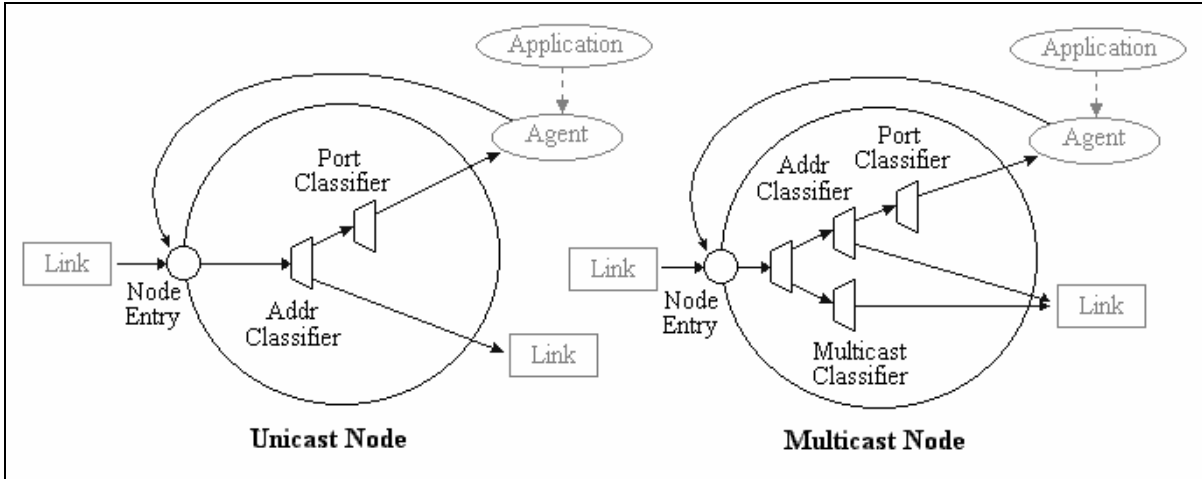 Application
Agent
Port
Classifier
Link
Node
Entry
Addr
Classifier
Link
Unicast Node
Application
Agent
Port
Classifier
Addr
Classifier
Link
Node
Entry
Link
Multicast
Classifier
Multicast Node